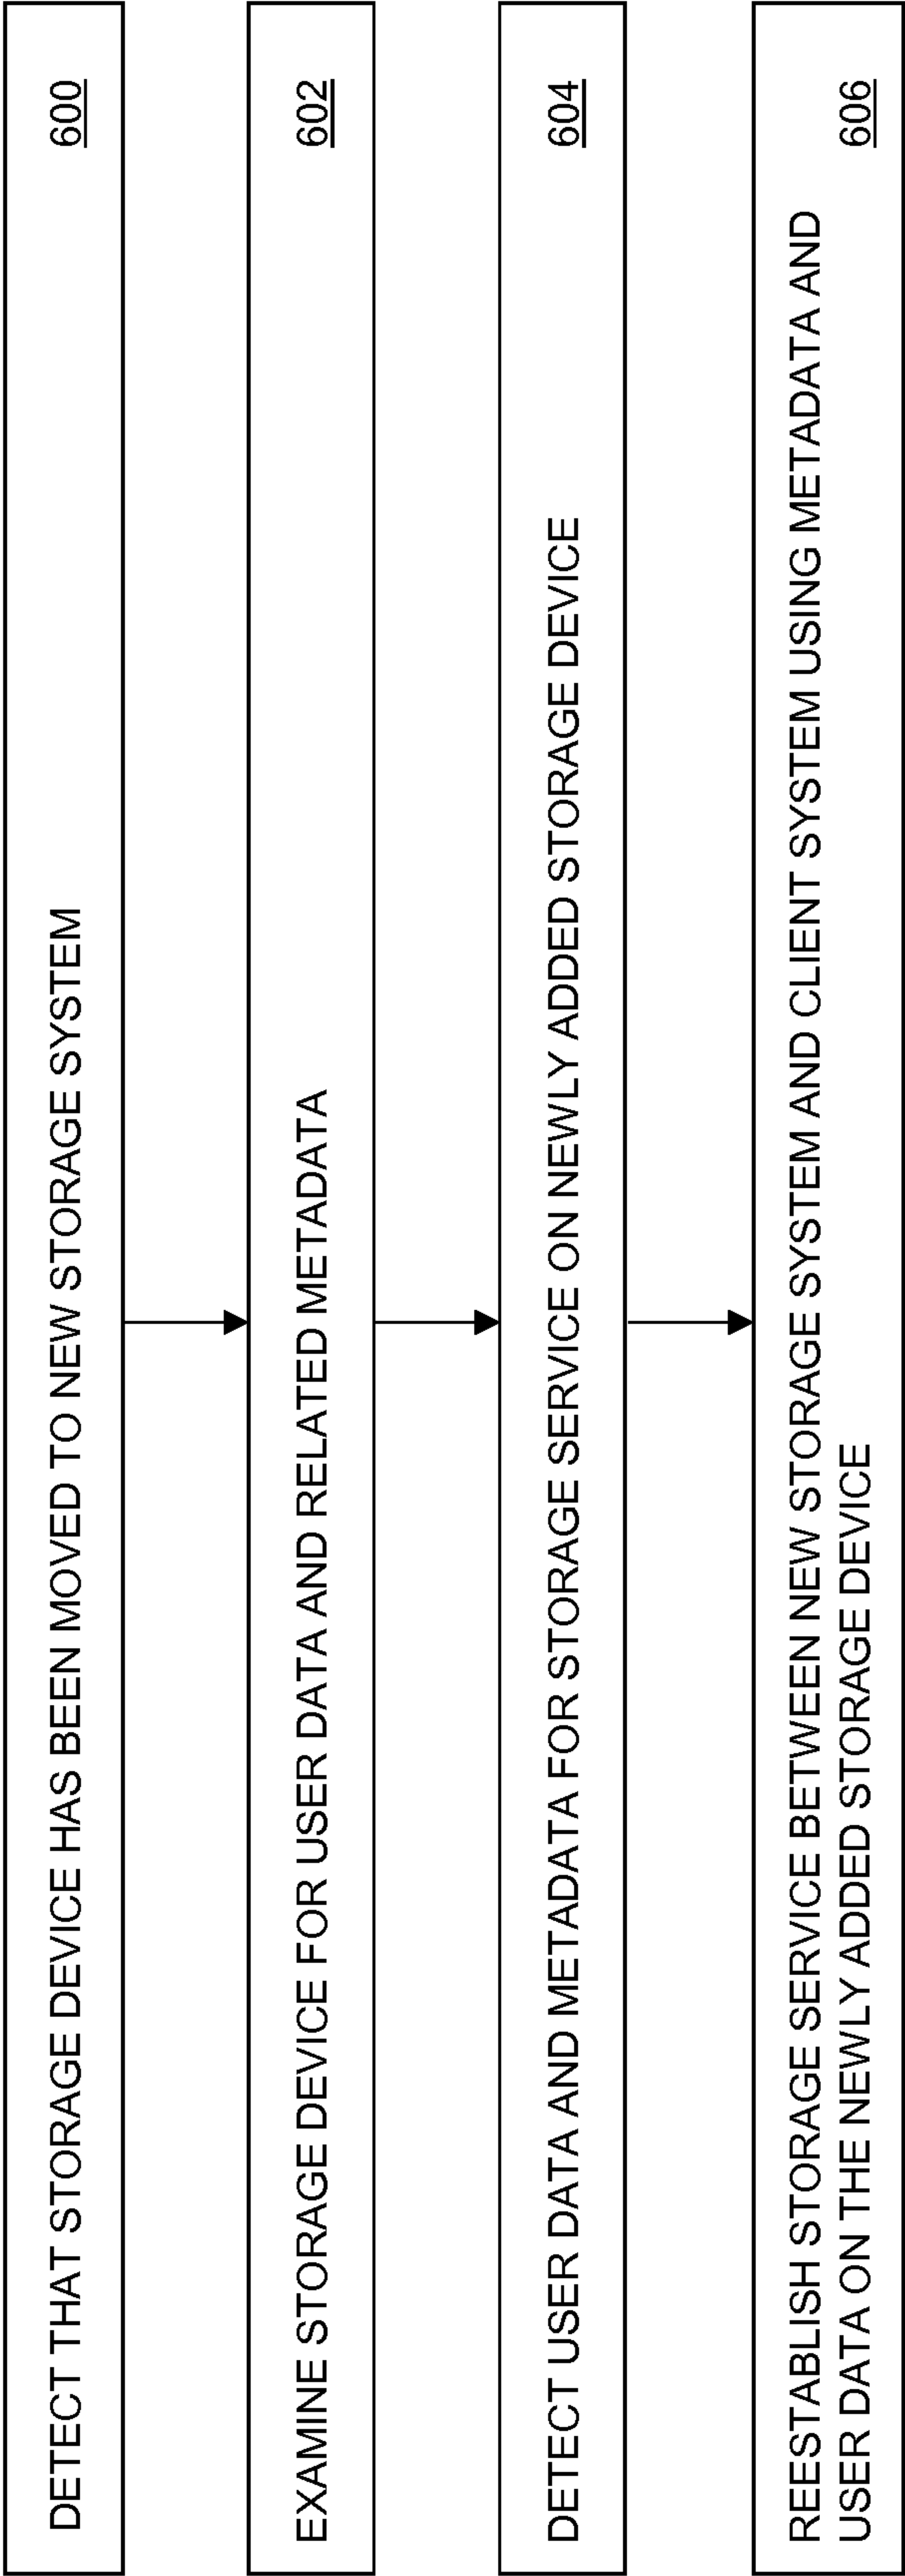 DETECT THAT STORAGE DEVICE HAS BEEN MOVED TO NEW STORAGE SYSTEM 600
EXAMINE STORAGE DEVICE FOR USER DATA AND RELATED METADATA 602
DETECT USER DATA AND METADATA FOR STORAGE SERVICE ON NEWLY ADDED STORAGE DEVICE 604
REESTABLISH STORAGE SERVICE BETWEEN NEW STORAGE SYSTEM AND CLIENT SYSTEM USING METADATA AND
USER DATA ON THE NEWLY ADDED STORAGE DEVICE 606